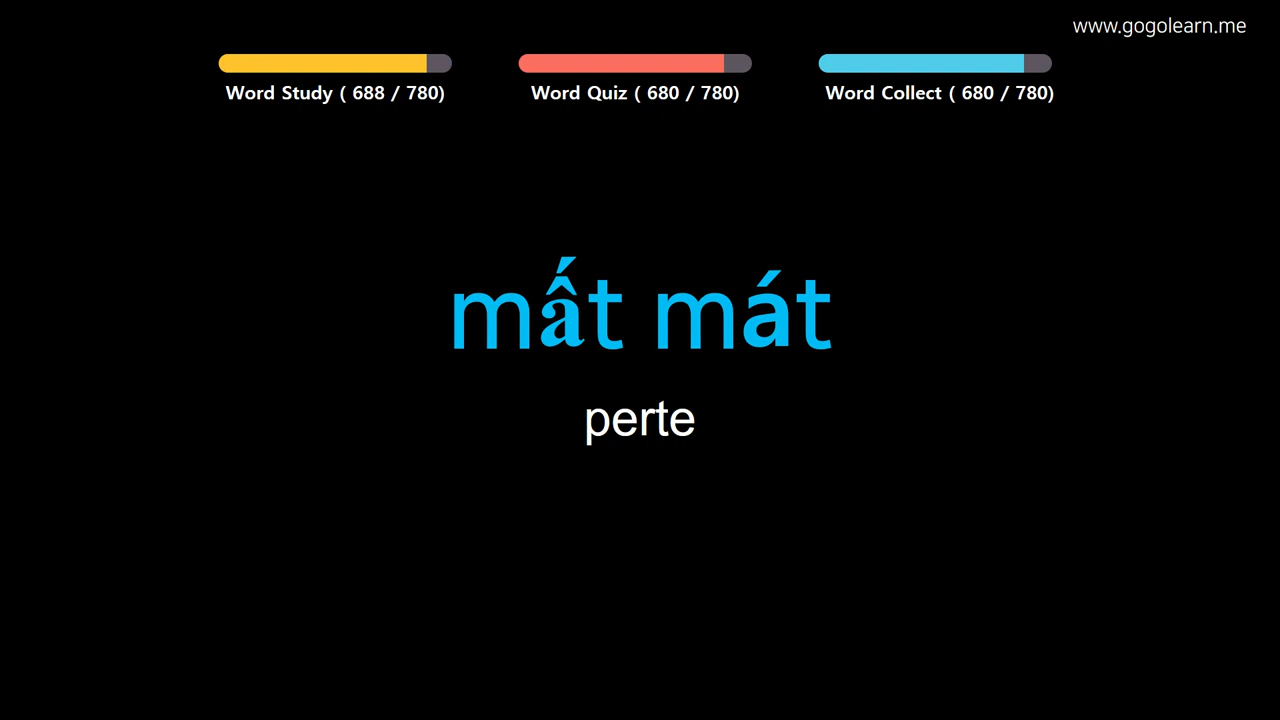 www.gogolearn.me
Word Study ( 688 / 780)
Word Quiz ( 680 / 780)
Word Collect ( 680 / 780)
mất mát
perte